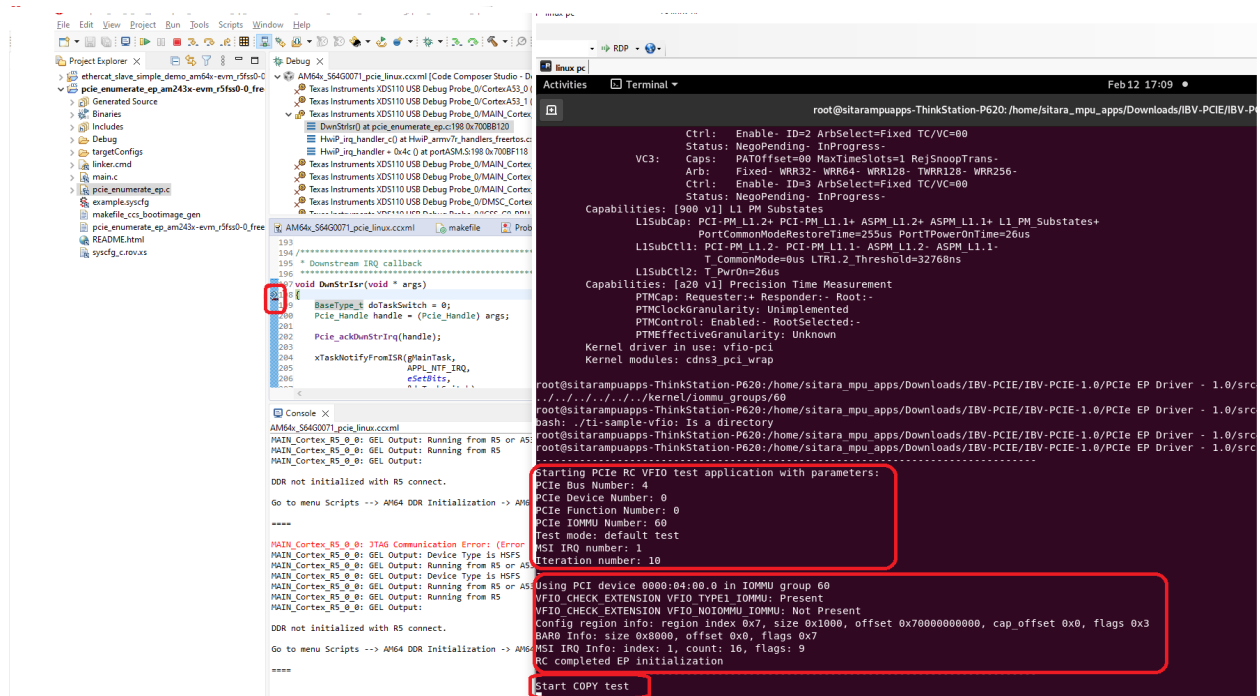 File Edit View Project Run Tools Scripts Window Help
Project Explorer
ethercat_slave_simple_demo_am64x-evm_r5fss0-0
pcie_enumerate_ep_am243x-evm_r5fss0-0_free
Generated Source
Binaries
Includes
Debug
targetConfigs
linker.cmd
main.c
pcie_enumerate_ep.c
example.syscfg
makefile_ccs_bootimage_gen
pcie_enumerate_ep_am243x-evm_r5fss0-0_free
README.html
syscfg_c.rov.xs
Debug
AM64x_S64G0071_pcie_linux.ccxml [Code Composer Studio - D
Texas Instruments XDS110 USB Debug Probe_0/CortexA53_0 (
Texas Instruments XDS110 USB Debug Probe_0/CortexA53_1 (
Texas Instruments XDS110 USB Debug Probe_0/MAIN_Cortex_
DwnStrIsr() at pcie_enumerate_ep.c:198 0x700BB120
HwiP_irq_handler_c() at HwiP_armv7r_handlers_freertos.c:
HwiP_irq_handler + 0x4c () at portASM.S:198 0x700BF118
Texas Instruments XDS110 USB Debug Probe_0/MAIN_Cortex_
Texas Instruments XDS110 USB Debug Probe_0/MAIN_Cortex_
Texas Instruments XDS110 USB Debug Probe_0/MAIN_Cortex_
Texas Instruments XDS110 USB Debug Probe_0/MAIN_Cortex_
Texas Instruments XDS110 USB Debug Probe_0/DMSC_Cortex_
AM64x_S64G0071_pcie_linux.ccxml makefile Prob
193
194 /*****************************************
195 * Downstream IRQ callback
196 *****************************************
197 void DwnStrIsr(void * args)
198 {
199 BaseType_t doTaskSwitch = 0;
200 Pcie_Handle handle = (Pcie_Handle) args;
201
202 Pcie_ackDwnStrIrq(handle);
203
204 xTaskNotifyFromISR(gMainTask,
205 APPL_NTF_IRQ,
206 eSetBits,
Console
AM64x_S64G0071_pcie_linux.ccxml
MAIN_Cortex_R5_0_0: GEL Output: Running from R5 or A53
MAIN_Cortex_R5_0_0: GEL Output: Running from R5
MAIN_Cortex_R5_0_0: GEL Output:
DDR not initialized with R5 connect.
Go to menu Scripts --> AM64 DDR Initialization -> AM6
====
MAIN_Cortex_R5_0_0: JTAG Communication Error: (Error
MAIN_Cortex_R5_0_0: GEL Output: Device Type is HSFS
MAIN_Cortex_R5_0_0: GEL Output: Running from R5 or A53
MAIN_Cortex_R5_0_0: GEL Output: Device Type is HSFS
MAIN_Cortex_R5_0_0: GEL Output: Running from R5 or A53
MAIN_Cortex_R5_0_0: GEL Output: Running from R5
MAIN_Cortex_R5_0_0: GEL Output:
DDR not initialized with R5 connect.
Go to menu Scripts --> AM64 DDR Initialization -> AM64
====
RDP
linux pc
Activities Terminal Feb 12 17:09
root@sitarampuapps-ThinkStation-P620: /home/sitara_mpu_apps/Downloads/IBV-PCIE/IBV-P
Ctrl: Enable- ID=2 ArbSelect=Fixed TC/VC=00
Status: NegoPending- InProgress-
VC3: Caps: PATOffset=00 MaxTimeSlots=1 RejSnoopTrans-
Arb: Fixed- WRR32- WRR64- WRR128- TWRR128- WRR256-
Ctrl: Enable- ID=3 ArbSelect=Fixed TC/VC=00
Status: NegoPending- InProgress-
Capabilities: [900 v1] L1 PM Substates
L1SubCap: PCI-PM_L1.2+ PCI-PM_L1.1+ ASPM_L1.2+ ASPM_L1.1+ L1_PM_Substates+
PortCommonModeRestoreTime=255us PortTPowerOnTime=26us
L1SubCtl1: PCI-PM_L1.2- PCI-PM_L1.1- ASPM_L1.2- ASPM_L1.1-
T_CommonMode=0us LTR1.2_Threshold=32768ns
L1SubCtl2: T_PwrOn=26us
Capabilities: [a20 v1] Precision Time Measurement
PTMCap: Requester:+ Responder:- Root:-
PTMClockGranularity: Unimplemented
PTMControl: Enabled:- RootSelected:-
PTMEffectiveGranularity: Unknown
Kernel driver in use: vfio-pci
Kernel modules: cdns3_pci_wrap
root@sitarampuapps-ThinkStation-P620:/home/sitara_mpu_apps/Downloads/IBV-PCIE/IBV-PCIE-1.0/PCIe EP Driver - 1.0/src
../../../../../../kernel/iommu_groups/60
root@sitarampuapps-ThinkStation-P620:/home/sitara_mpu_apps/Downloads/IBV-PCIE/IBV-PCIE-1.0/PCIe EP Driver - 1.0/src
bash: ./ti-sample-vfio: Is a directory
root@sitarampuapps-ThinkStation-P620:/home/sitara_mpu_apps/Downloads/IBV-PCIE/IBV-PCIE-1.0/PCIe EP Driver - 1.0/src
root@sitarampuapps-ThinkStation-P620:/home/sitara_mpu_apps/Downloads/IBV-PCIE/IBV-PCIE-1.0/PCIe EP Driver - 1.0/src
Starting PCIe RC VFIO test application with parameters:
PCIe Bus Number: 4
PCIe Device Number: 0
PCIe Function Number: 0
PCIe IOMMU Number: 60
Test mode: default test
MSI IRQ number: 1
Iteration number: 10
Using PCI device 0000:04:00.0 in IOMMU group 60
VFIO_CHECK_EXTENSION VFIO_TYPE1_IOMMU: Present
VFIO_CHECK_EXTENSION VFIO_NOIOMMU_IOMMU: Not Present
Config region info: region index 0x7, size 0x1000, offset 0x70000000000, cap_offset 0x0, flags 0x3
BAR0 Info: size 0x8000, offset 0x0, flags 0x7
MSI IRQ Info: index: 1, count: 16, flags: 9
RC completed EP initialization
Start COPY test